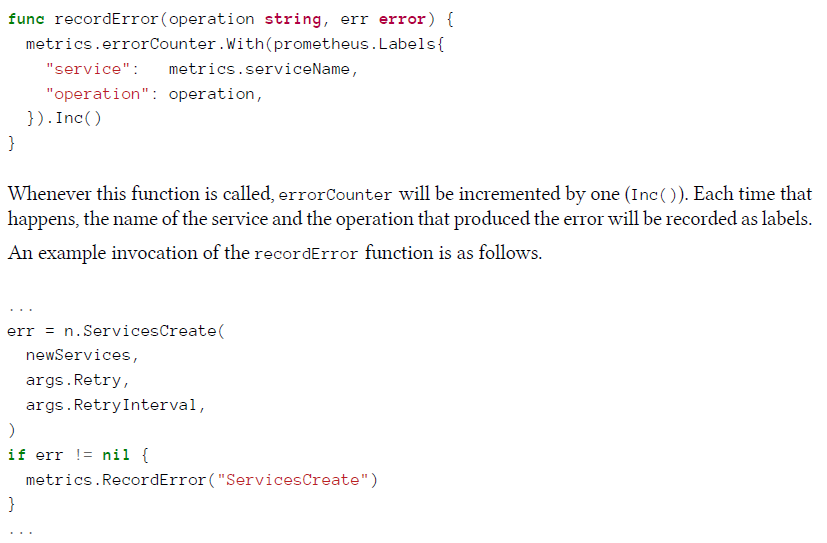 func recordError(operation string, err error) {
  metrics.errorCounter.With(prometheus.Labels{
    "service":   metrics.serviceName,
    "operation": operation,
  }).Inc()
}
Whenever this function is called, errorCounter will be incremented by one (Inc()). Each time that
happens, the name of the service and the operation that produced the error will be recorded as labels.
An example invocation of the recordError function is as follows.
...
err = n.ServicesCreate(
  newServices,
  args.Retry,
  args.RetryInterval,
)
if err != nil {
  metrics.RecordError("ServicesCreate")
}
...